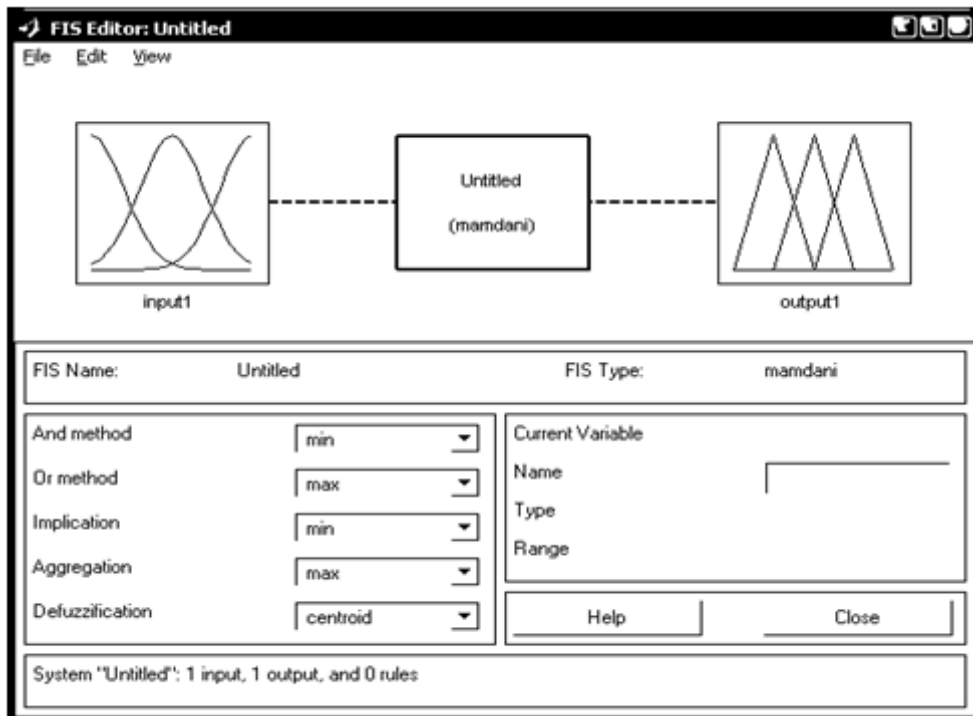 FIS Editor: Untitled
File Edit View
Untitled
(mamdani)
input1
output1
FIS Name: Untitled FIS Type: mamdani
And method min
Or method max
Implication min
Aggregation max
Defuzzification centroid
Current Variable
Name
Type
Range
Help Close
System "Untitled": 1 input, 1 output, and 0 rules